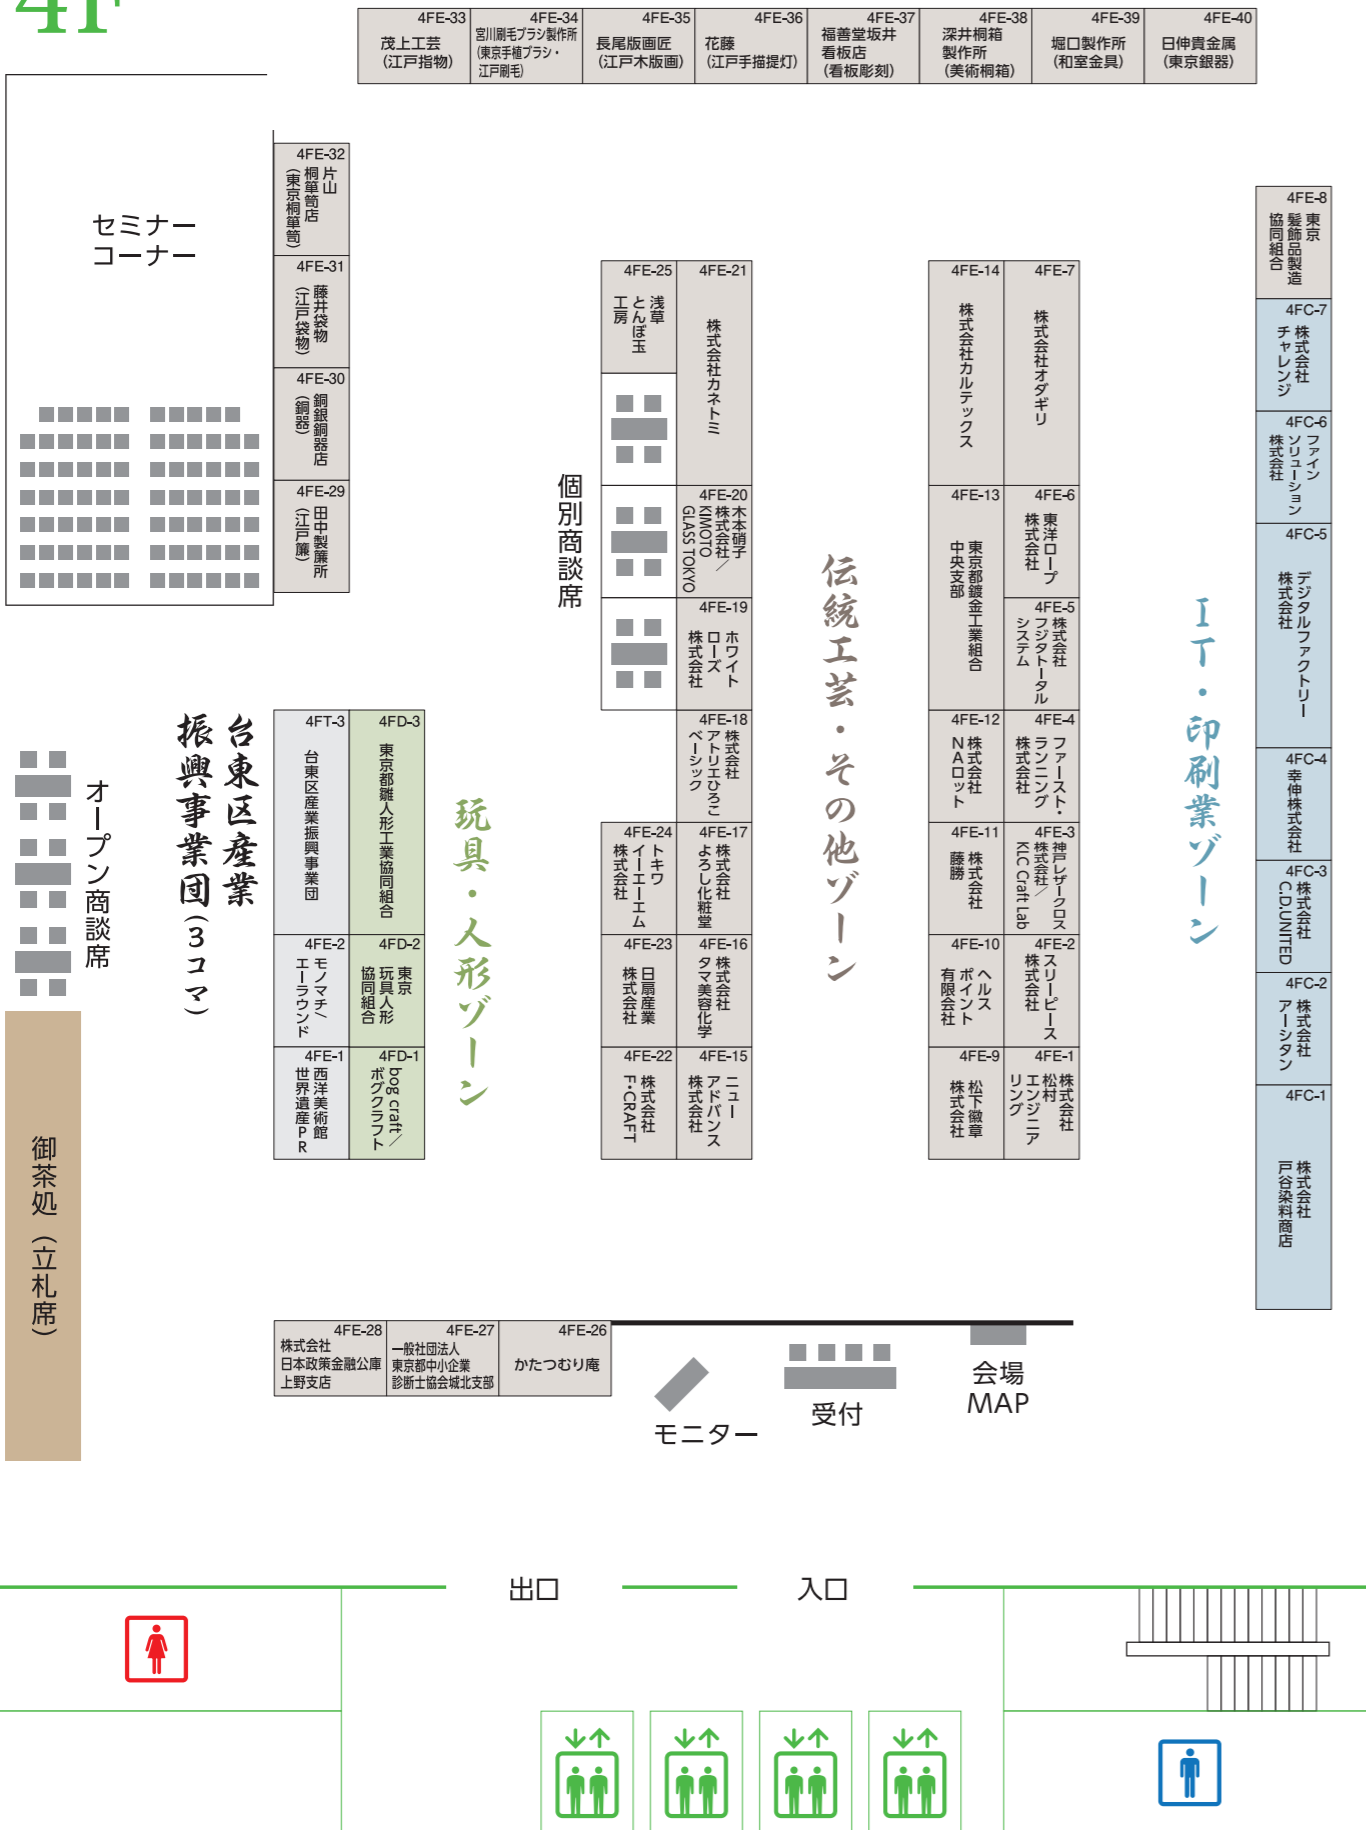 4F
4FE-33
茂上工芸
（江戸指物）
4FE-34
宮川刷毛ブラシ製作所
（東京手植ブラシ・
江戸刷毛）
4FE-35
長尾版画匠
（江戸木版画）
4FE-36
花藤
（江戸手描提灯）
4FE-37
福善堂坂井
看板店
（看板彫刻）
4FE-38
深井桐箱
製作所
（美術桐箱）
4FE-39
堀口製作所
（和室金具）
4FE-40
日伸貴金属
（東京銀器）
セミナー
コーナー
4FE-32
片山
桐箪笥店
（東京桐箪笥）
4FE-31
藤井袋物
（江戸袋物）
4FE-30
銅銀銅器店
（銅器）
4FE-29
田中製簾所
（江戸簾）
4FE-25
浅草
とんぼ玉
工房
4FE-21
株式会社カネトミ
個別商談席
4FE-20
木本硝子
株式会社／
KIMOTO
GLASS TOKYO
4FE-19
ホワイト
ローズ
株式会社
4FE-18
株式会社
アトリエひろこ
ベーシック
4FE-24
トキワ
イーエーエム
株式会社
4FE-17
株式会社
よろし化粧堂
4FE-23
日扇産業
株式会社
4FE-16
株式会社
タマ美容化学
4FE-22
株式会社
F・CRAFT
4FE-15
ニュー
アドバンス
株式会社
伝統工芸・その他ゾーン
4FE-14
株式会社カルテックス
4FE-7
株式会社オダギリ
4FE-13
東京都鍍金工業組合
中央支部
4FE-6
東洋ロープ
株式会社
4FE-5
株式会社
フジタトータル
システム
4FE-12
株式会社
NAロット
4FE-4
ファースト・
ランニング
株式会社
4FE-11
株式会社
藤勝
4FE-3
神戸レザークロス
株式会社／
KLC Craft Lab
4FE-10
ヘルス
ポイント
有限会社
4FE-2
スリーピース
株式会社
4FE-9
松下徽章
株式会社
4FE-1
株式会社
松村
エンジニア
リング
4FE-8
東京
髪飾品製造
協同組合
4FC-7
株式会社
チャレンジ
4FC-6
ファイン
ソリューション
株式会社
4FC-5
デジタルファクトリー
株式会社
4FC-4
幸伸株式会社
4FC-3
株式会社
C.D.UNITED
4FC-2
株式会社
アーシタン
4FC-1
株式会社
戸谷染料商店
IT・印刷業ゾーン
オープン商談席
台東区産業
振興事業団（3コマ）
4FT-3
台東区産業振興事業団
4FD-3
東京都雛人形工業協同組合
4FE-2
モノマチ／
エーラウンド
4FD-2
東京
玩具人形
協同組合
4FE-1
西洋美術館
世界遺産PR
4FD-1
bog craft／
ボグクラフト
玩具・人形ゾーン
御茶処（立札席）
4FE-28
株式会社
日本政策金融公庫
上野支店
4FE-27
一般社団法人
東京都中小企業
診断士協会城北支部
4FE-26
かたつむり庵
モニター
受付
会場
MAP
出口
入口